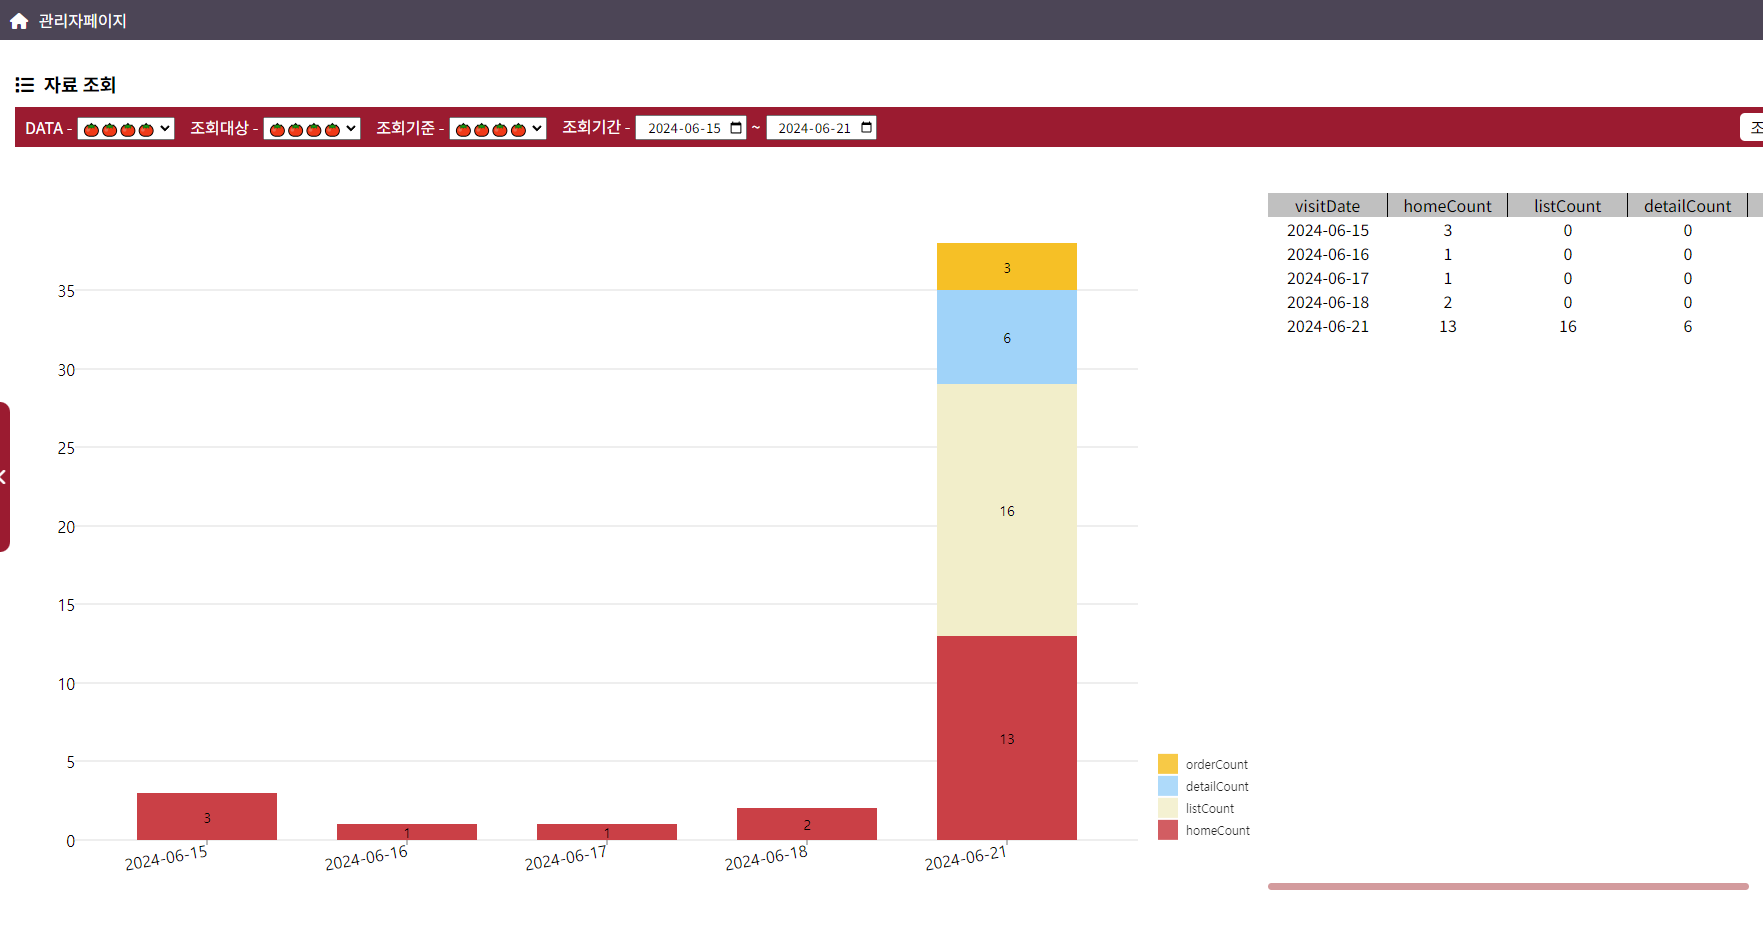 관리자페이지
자료 조회
DATA - 🍅🍅🍅🍅 조회대상 - 🍅🍅🍅🍅 조회기준 - 🍅🍅🍅🍅 조회기간 - 2024-06-15 ~ 2024-06-21 조
35
30
25
20
15
10
5
0
3
6
16
13
3
1
1
2
2024-06-15 2024-06-16 2024-06-17 2024-06-18 2024-06-21
orderCount
detailCount
listCount
homeCount
visitDate homeCount listCount detailCount
2024-06-15 3 0 0
2024-06-16 1 0 0
2024-06-17 1 0 0
2024-06-18 2 0 0
2024-06-21 13 16 6